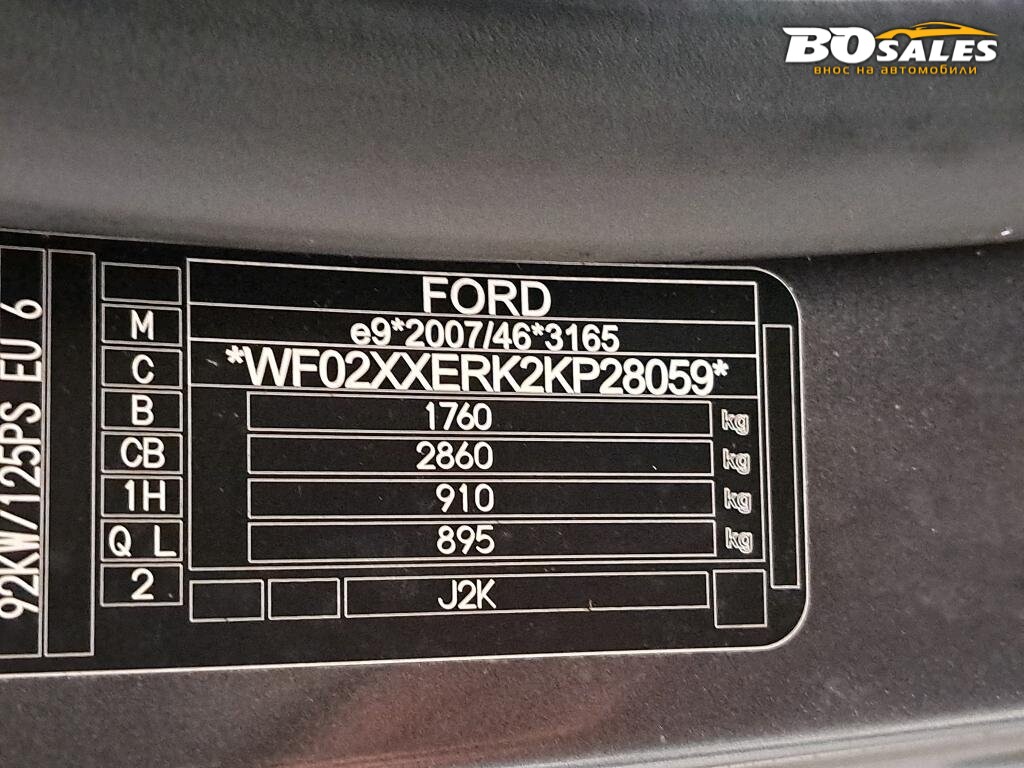 BOSALES
внос на автомобили
92KW/125PS EU 6
FORD
M e9*2007/46*3165
C *WF02XXERK2KP28059*
B 1760 kg
CB 2860 kg
1H 910 kg
Q L 895 kg
2 J2K